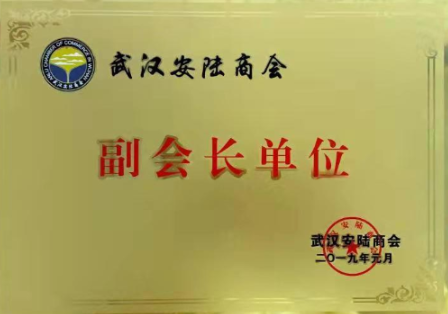 武汉安陆商会
副会长单位
武汉安陆商会
二〇一九年元月